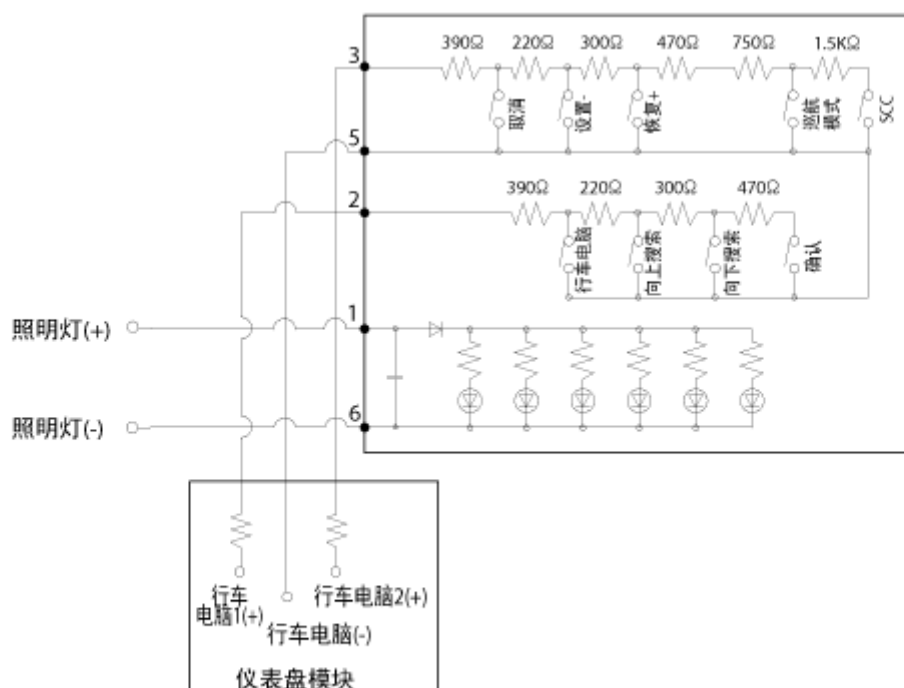 390Ω 220Ω 300Ω 470Ω 750Ω 1.5KΩ
3
取消
设置-
恢复+
巡航
模式
SCC
5
2
390Ω 220Ω 300Ω 470Ω
行车电脑
向上搜索
向下搜索
确认
照明灯(+)
1
照明灯(-)
6
行车
电脑1(+)
行车电脑2(+)
行车电脑(-)
仪表盘模块